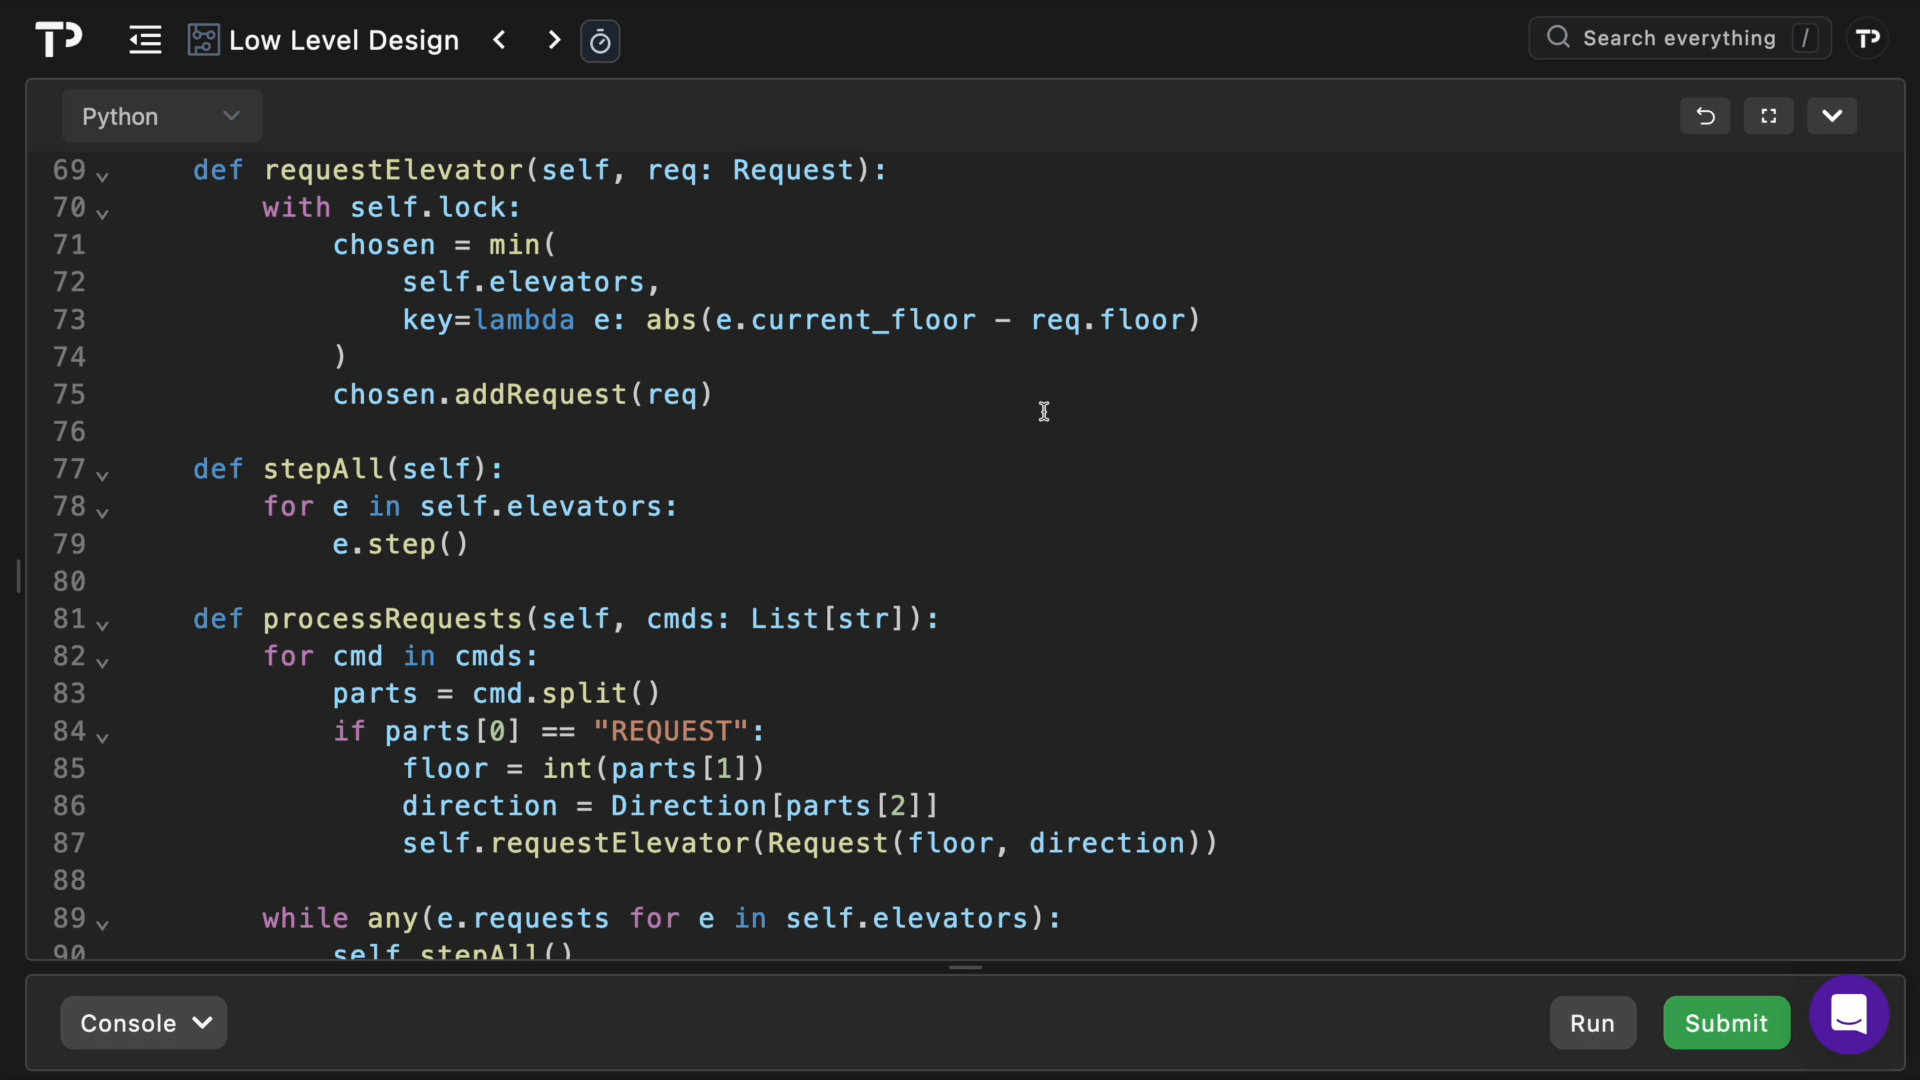 TP Low Level Design < > Search everything / TP
Python
69 def requestElevator(self, req: Request):
70 with self.lock:
71 chosen = min(
72 self.elevators,
73 key=lambda e: abs(e.current_floor - req.floor)
74 )
75 chosen.addRequest(req)
76
77 def stepAll(self):
78 for e in self.elevators:
79 e.step()
80
81 def processRequests(self, cmds: List[str]):
82 for cmd in cmds:
83 parts = cmd.split()
84 if parts[0] == "REQUEST":
85 floor = int(parts[1])
86 direction = Direction[parts[2]]
87 self.requestElevator(Request(floor, direction))
88
89 while any(e.requests for e in self.elevators):
90 self.stepAll()
Console Run Submit